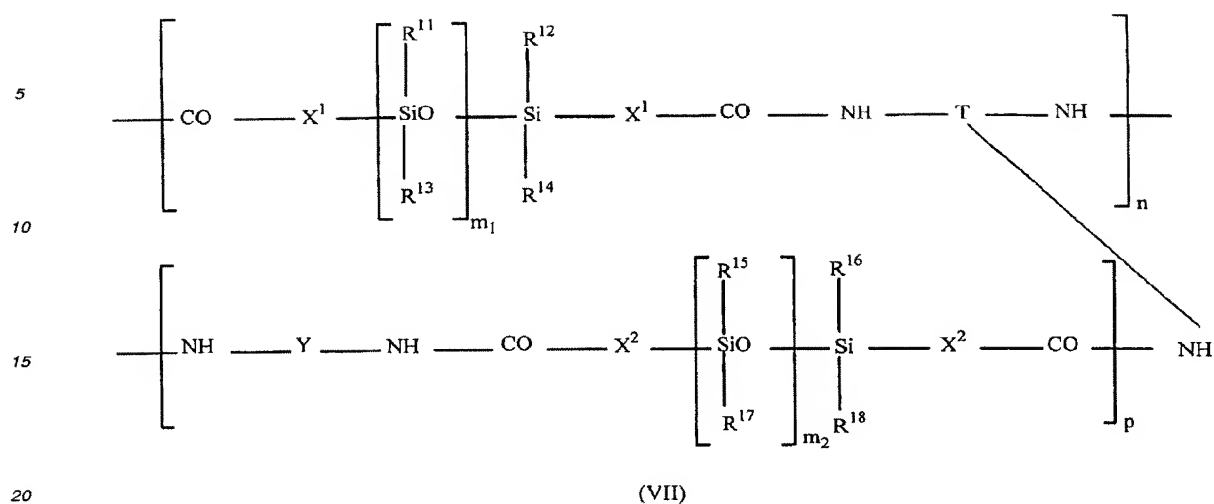 R11 R12
5
CO X1 SiO Si X1 CO NH T NH
R13 R14
m1 n
10
R15 R16
15
NH Y NH CO X2 SiO Si X2 CO NH
R17 R18
m2 p
20 (VII)